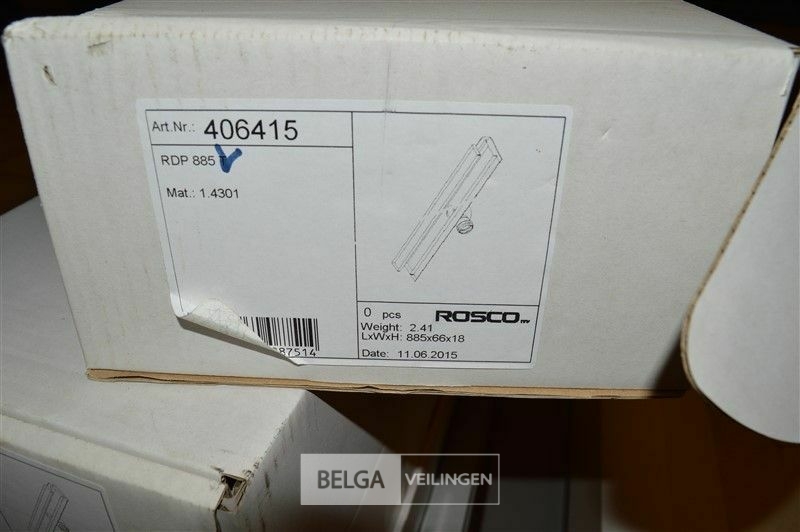 Art.Nr.: 406415
RDP 885 T
Mat.: 1.4301
0 pcs ROSCO
Weight: 2.41
LxWxH: 885x66x18
Date: 11.06.2015
87514
BELGA VEILINGEN